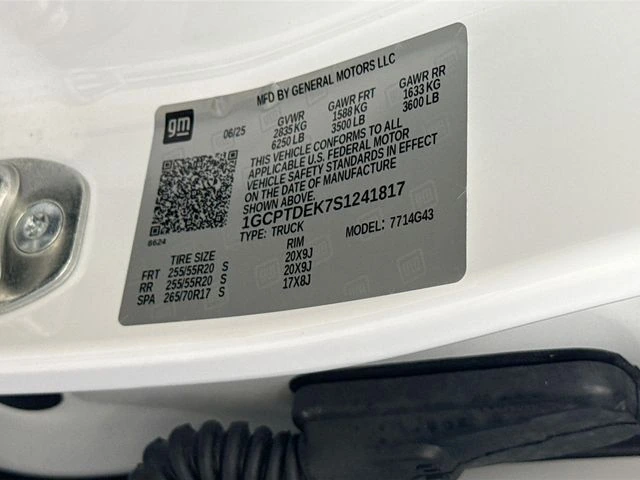 MFD BY GENERAL MOTORS LLC
gm
06/25
GVWR GAWR FRT GAWR RR
2835 KG 1588 KG 1633 KG
6250 LB 3500 LB 3600 LB
THIS VEHICLE CONFORMS TO ALL
APPLICABLE U.S. FEDERAL MOTOR
VEHICLE SAFETY STANDARDS IN EFFECT
ON THE DATE OF MANUFACTURE
SHOWN ABOVE.
1GCPTDEK7S1241817
TYPE: TRUCK MODEL: 7714G43
8624
TIRE SIZE RIM
FRT 255/55R20 S 20X9J
RR 255/55R20 S 20X9J
SPA 265/70R17 S 17X8J